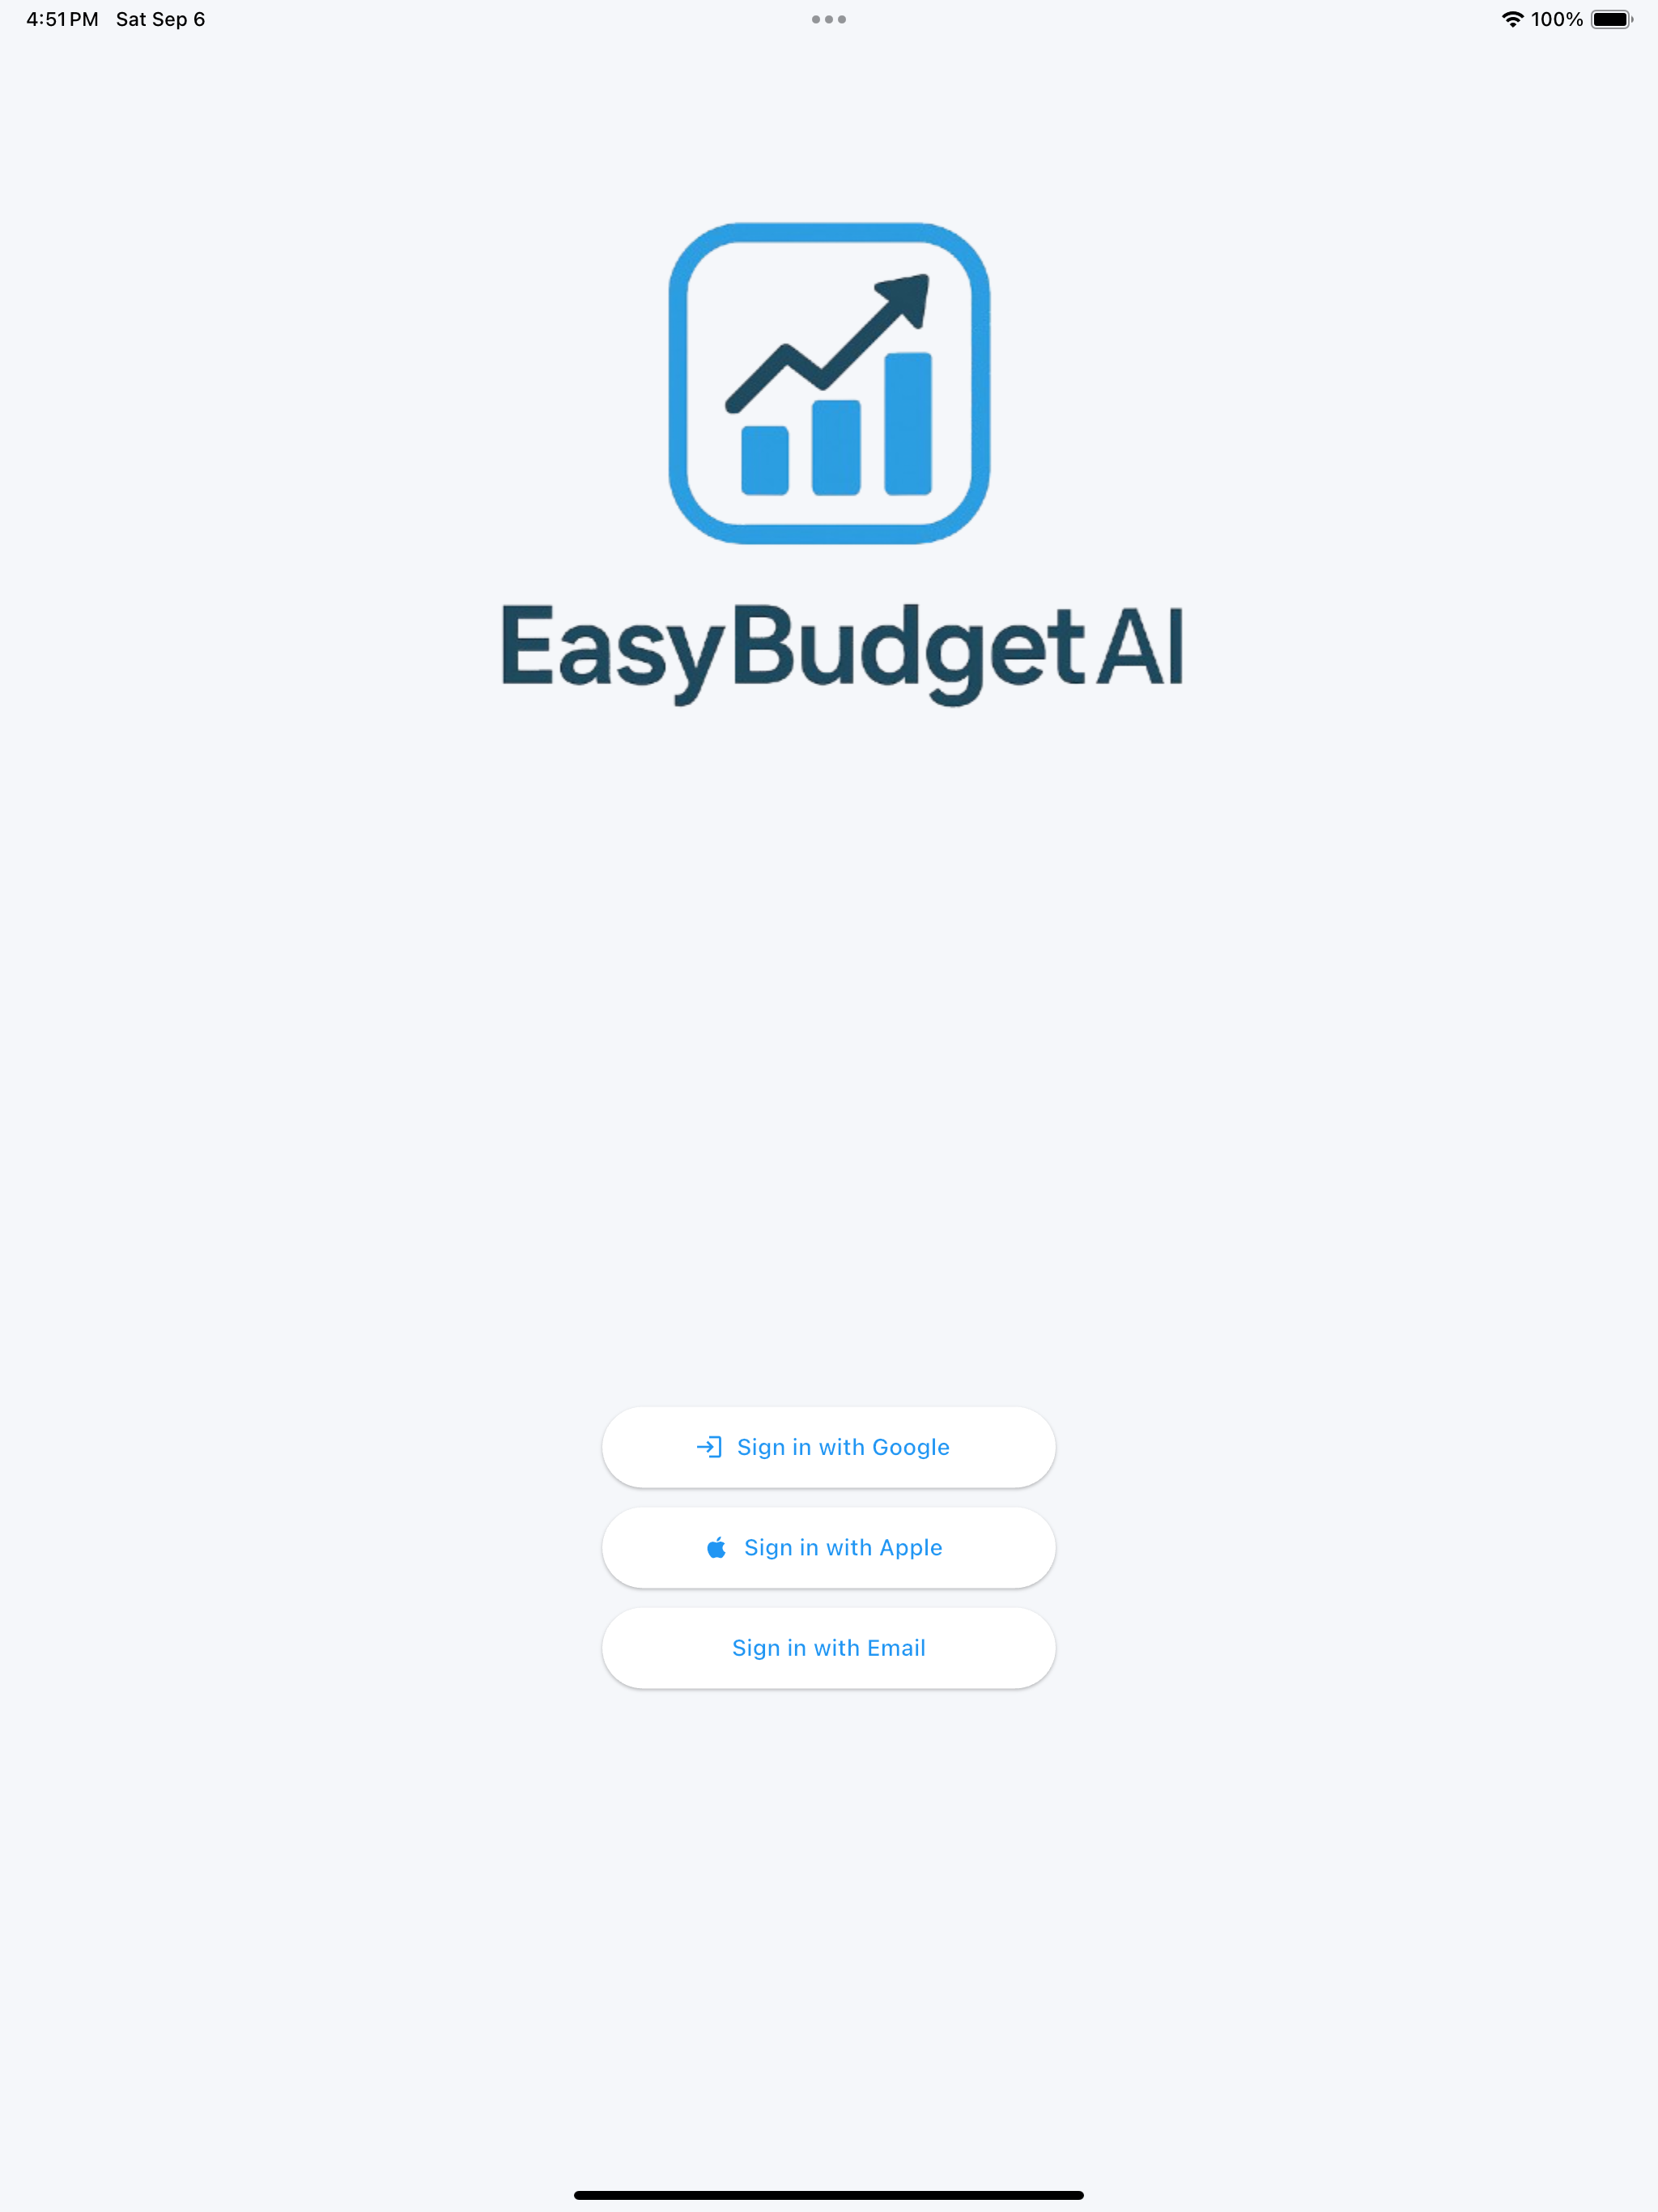 4:51 PM Sat Sep 6
100%
EasyBudget AI
Sign in with Google
Sign in with Apple
Sign in with Email